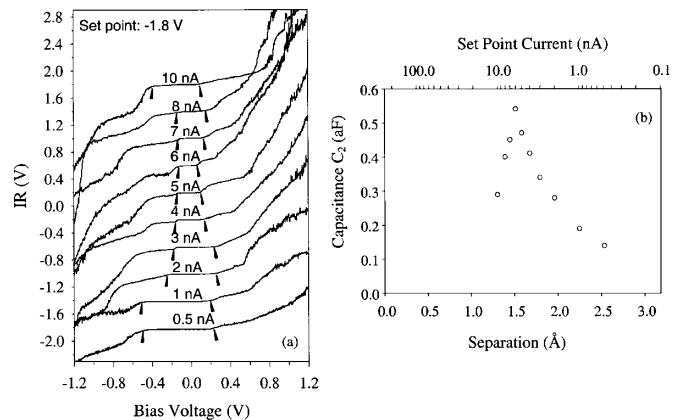 Set point: -1.8 V
2.8
2.4
2.0
1.6
1.2
0.8
0.4
0.0
-0.4
-0.8
-1.2
-1.6
-2.0
IR (V)
10 nA
8 nA
7 nA
6 nA
5 nA
4 nA
3 nA
2 nA
1 nA
0.5 nA
(a)
-1.2 -0.8 -0.4 0.0 0.4 0.8 1.2
Bias Voltage (V)
Set Point Current (nA)
100.0 10.0 1.0 0.1
(b)
0.6
0.5
0.4
0.3
0.2
0.1
0.0
Capacitance C₂ (aF)
0.0 0.5 1.0 1.5 2.0 2.5 3.0
Separation (Å)